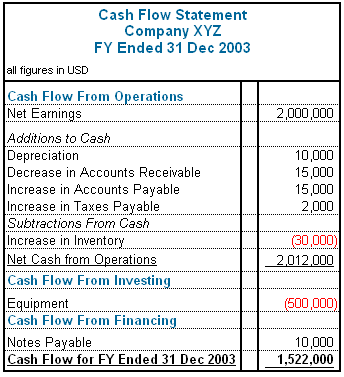 Cash Flow Statement
Company XYZ
FY Ended 31 Dec 2003
all figures in USD
Cash Flow From Operations
Net Earnings 2,000,000
Additions to Cash
Depreciation 10,000
Decrease in Accounts Receivable 15,000
Increase in Accounts Payable 15,000
Increase in Taxes Payable 2,000
Subtractions From Cash
Increase in Inventory (30,000)
Net Cash from Operations 2,012,000
Cash Flow From Investing
Equipment (500,000)
Cash Flow From Financing
Notes Payable 10,000
Cash Flow for FY Ended 31 Dec 2003 1,522,000